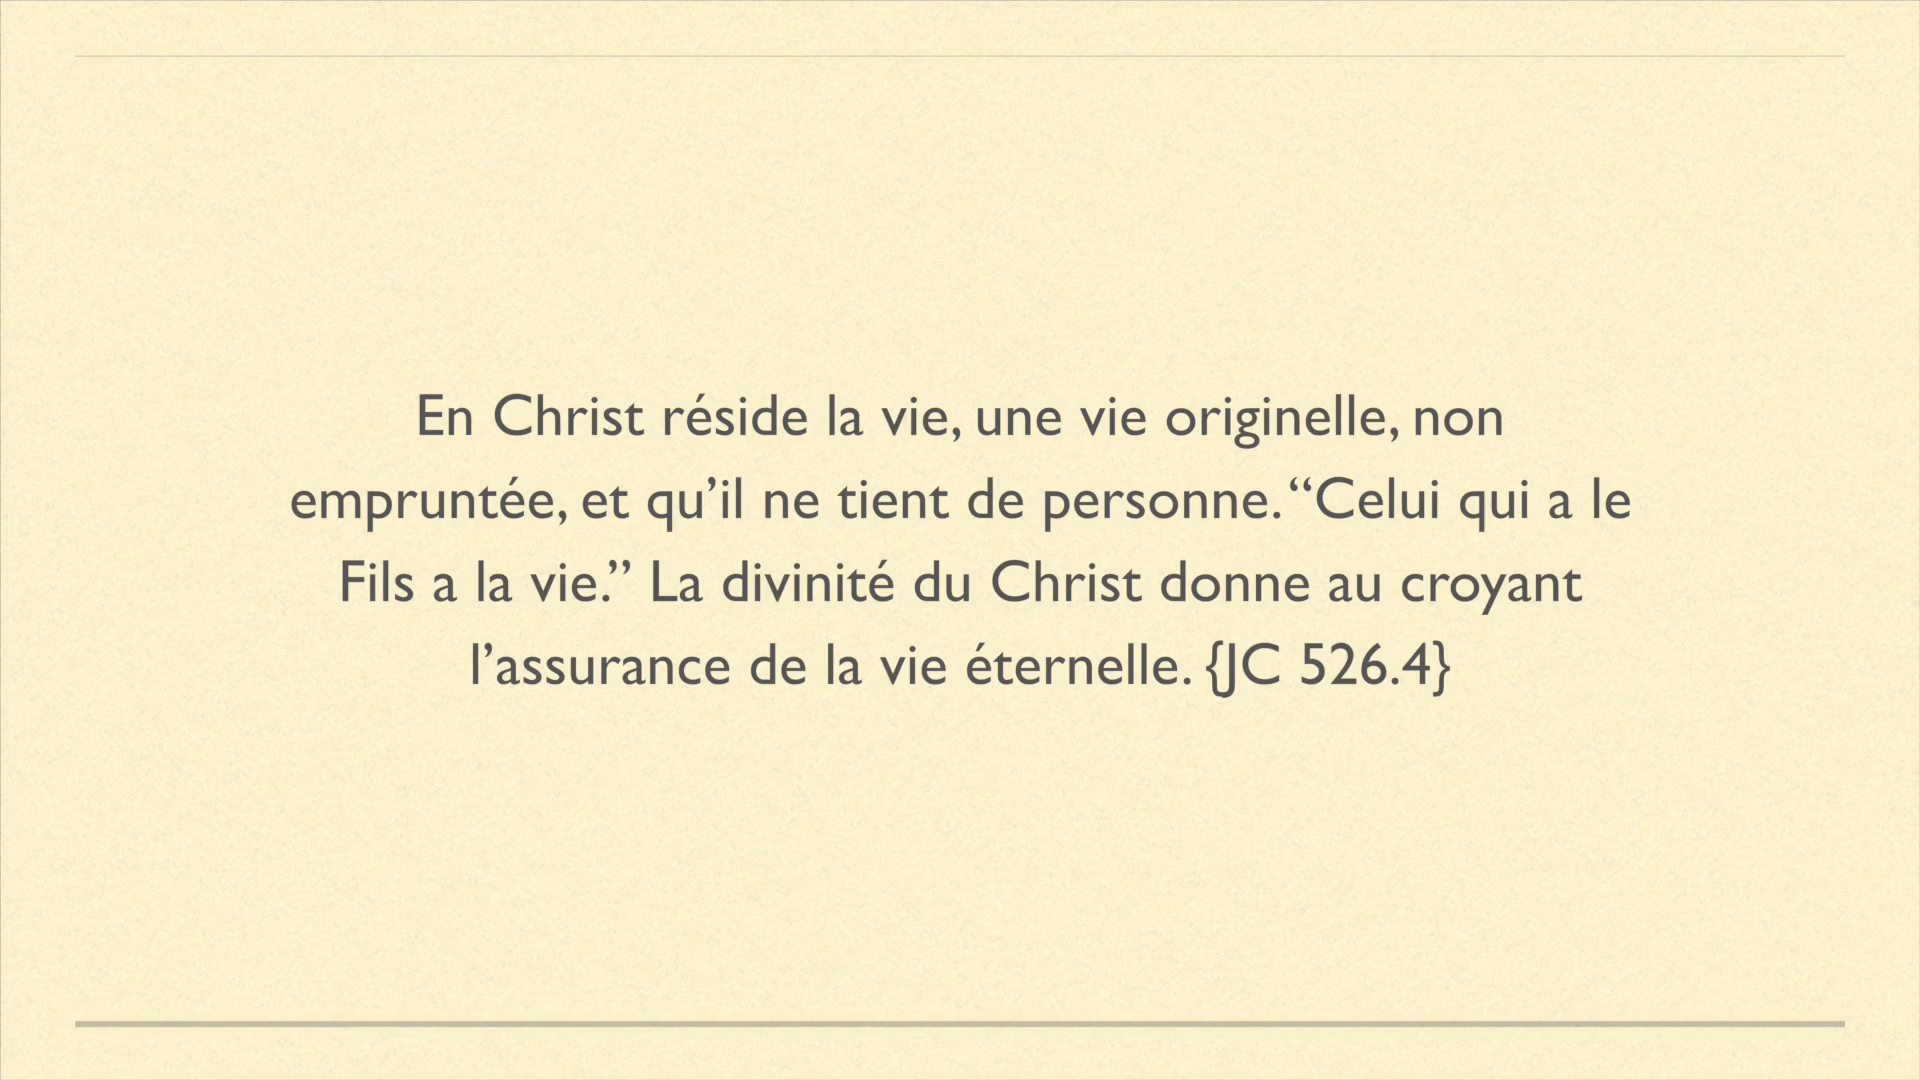 En Christ réside la vie, une vie originelle, non
empruntée, et qu’il ne tient de personne. “Celui qui a le
Fils a la vie.” La divinité du Christ donne au croyant
l’assurance de la vie éternelle. {JC 526.4}